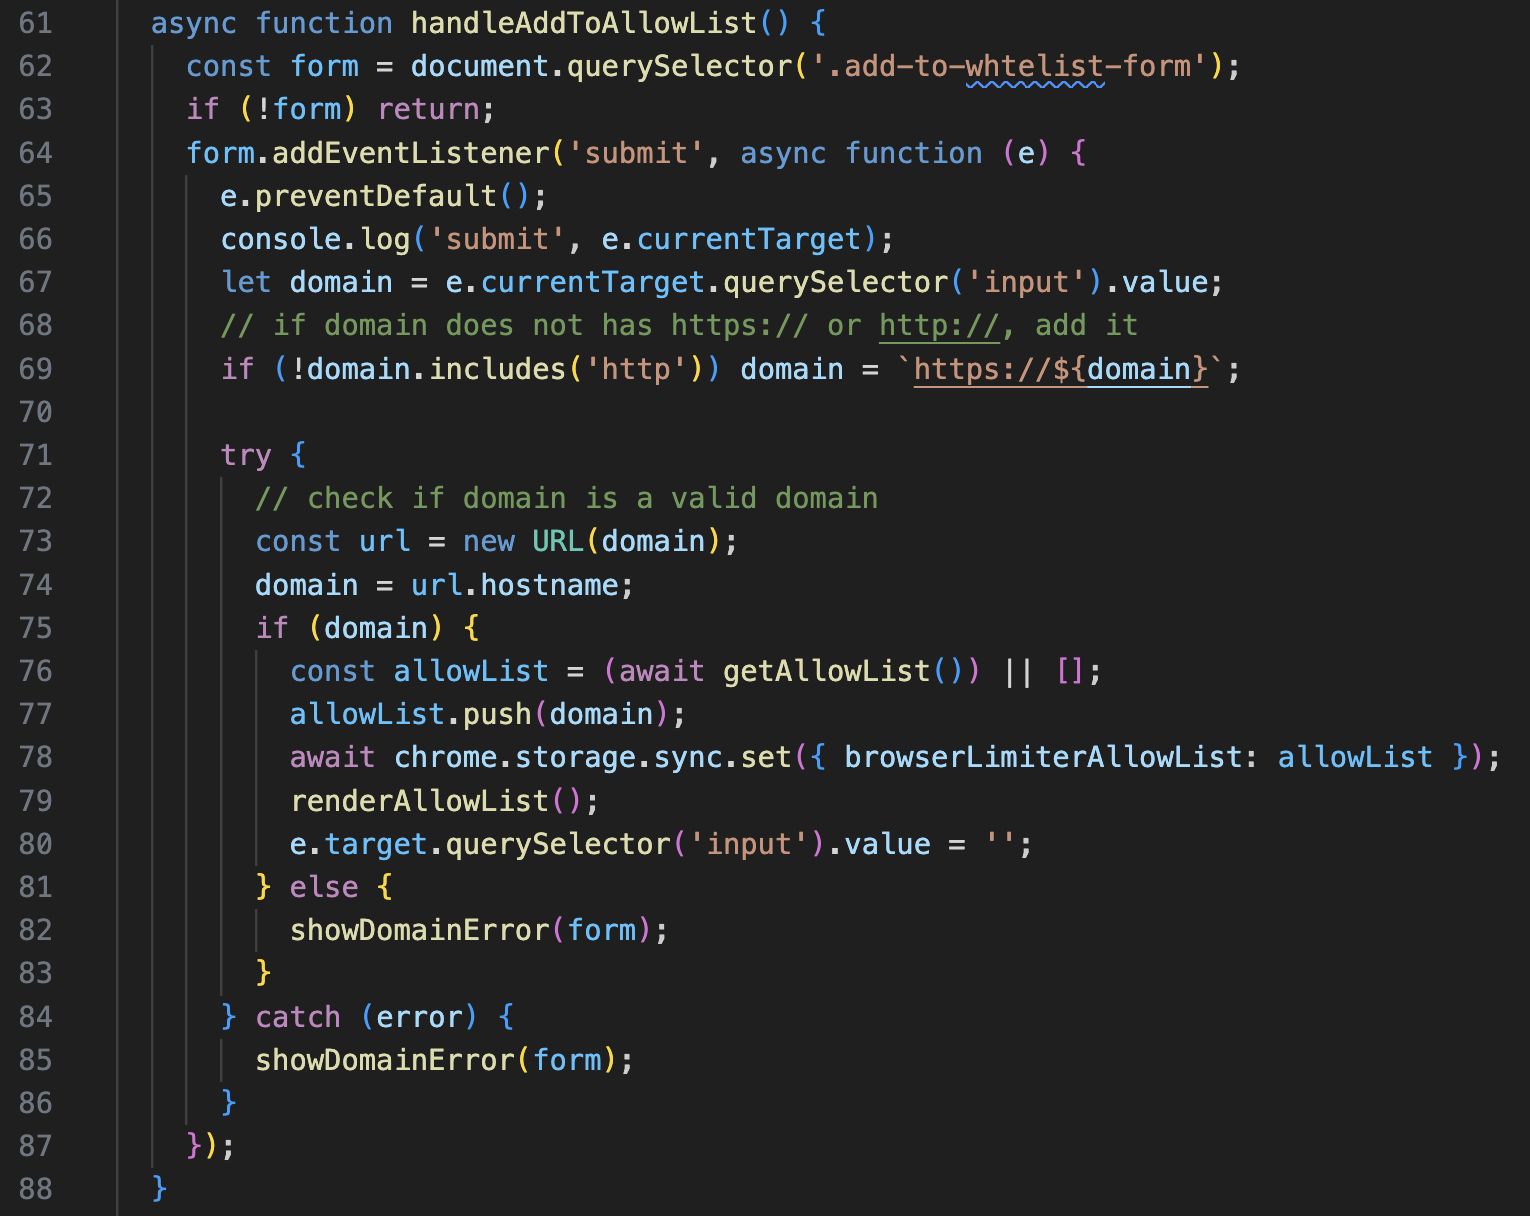 61 async function handleAddToAllowList() {
62 const form = document.querySelector('.add-to-whtelist-form');
63 if (!form) return;
64 form.addEventListener('submit', async function (e) {
65 e.preventDefault();
66 console.log('submit', e.currentTarget);
67 let domain = e.currentTarget.querySelector('input').value;
68 // if domain does not has https:// or http://, add it
69 if (!domain.includes('http')) domain = `https://${domain}`;
70
71 try {
72 // check if domain is a valid domain
73 const url = new URL(domain);
74 domain = url.hostname;
75 if (domain) {
76 const allowList = (await getAllowList()) || [];
77 allowList.push(domain);
78 await chrome.storage.sync.set({ browserLimiterAllowList: allowList });
79 renderAllowList();
80 e.target.querySelector('input').value = '';
81 } else {
82 showDomainError(form);
83 }
84 } catch (error) {
85 showDomainError(form);
86 }
87 });
88 }